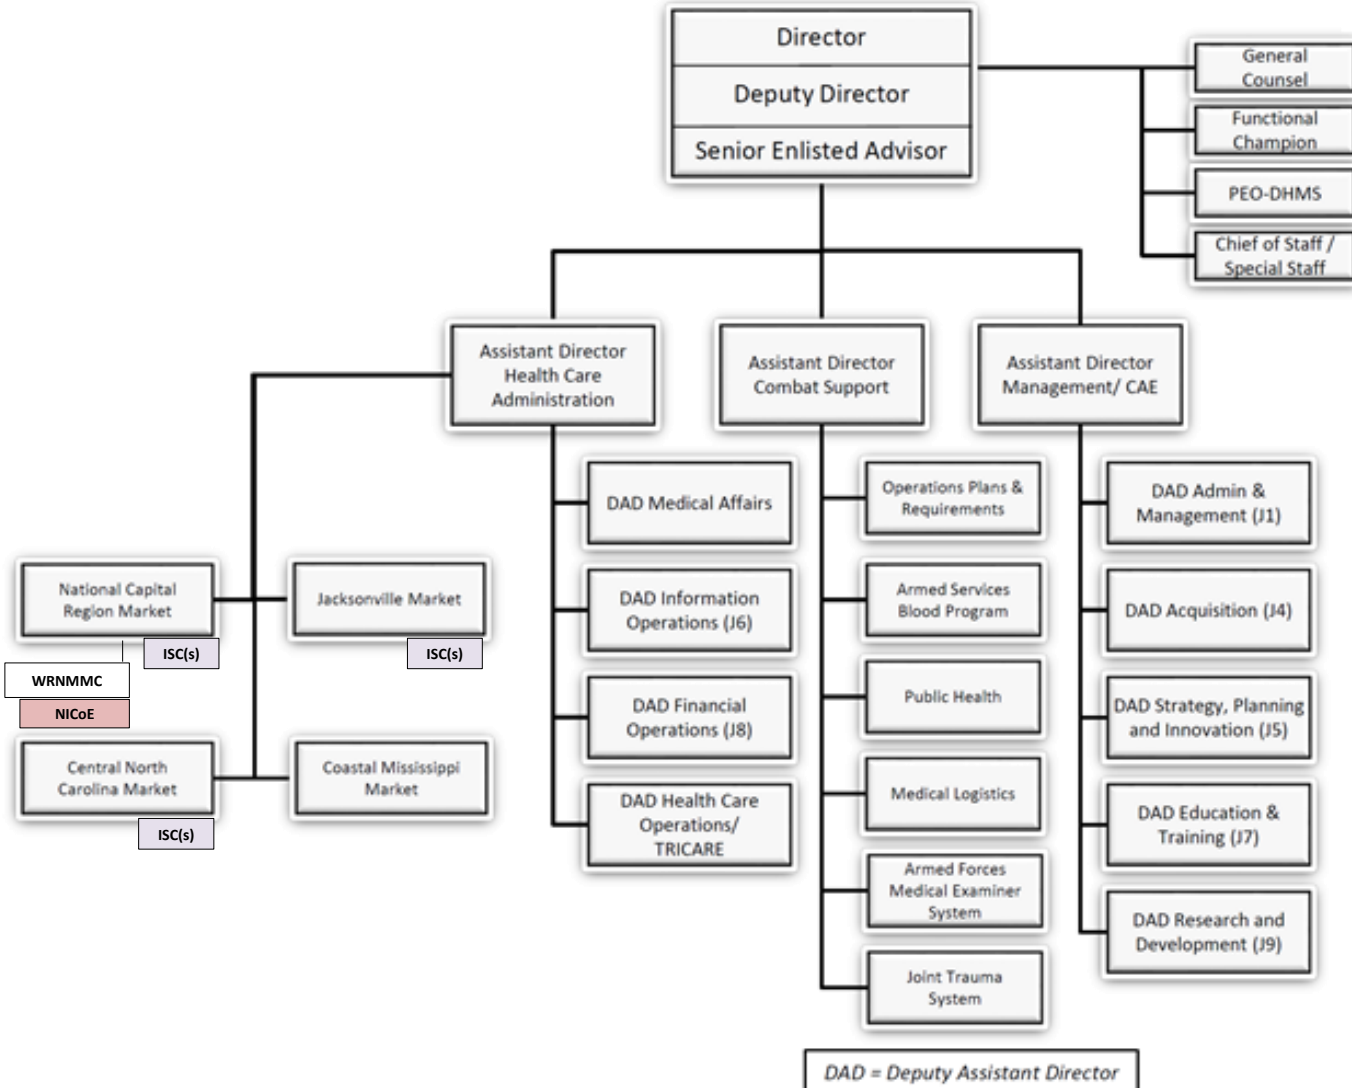 Director
Deputy Director
Senior Enlisted Advisor
General
Counsel
Functional
Champion
PEO-DHMS
Chief of Staff /
Special Staff
Assistant Director
Health Care
Administration
Assistant Director
Combat Support
Assistant Director
Management/ CAE
National Capital
Region Market
ISC(s)
WRNMMC
NICoE
Jacksonville Market
ISC(s)
Central North
Carolina Market
ISC(s)
Coastal Mississippi
Market
DAD Medical Affairs
DAD Information
Operations (J6)
DAD Financial
Operations (J8)
DAD Health Care
Operations/
TRICARE
Operations Plans &
Requirements
Armed Services
Blood Program
Public Health
Medical Logistics
Armed Forces
Medical Examiner
System
Joint Trauma
System
DAD Admin &
Management (J1)
DAD Acquisition (J4)
DAD Strategy, Planning
and Innovation (J5)
DAD Education &
Training (J7)
DAD Research and
Development (J9)
DAD = Deputy Assistant Director